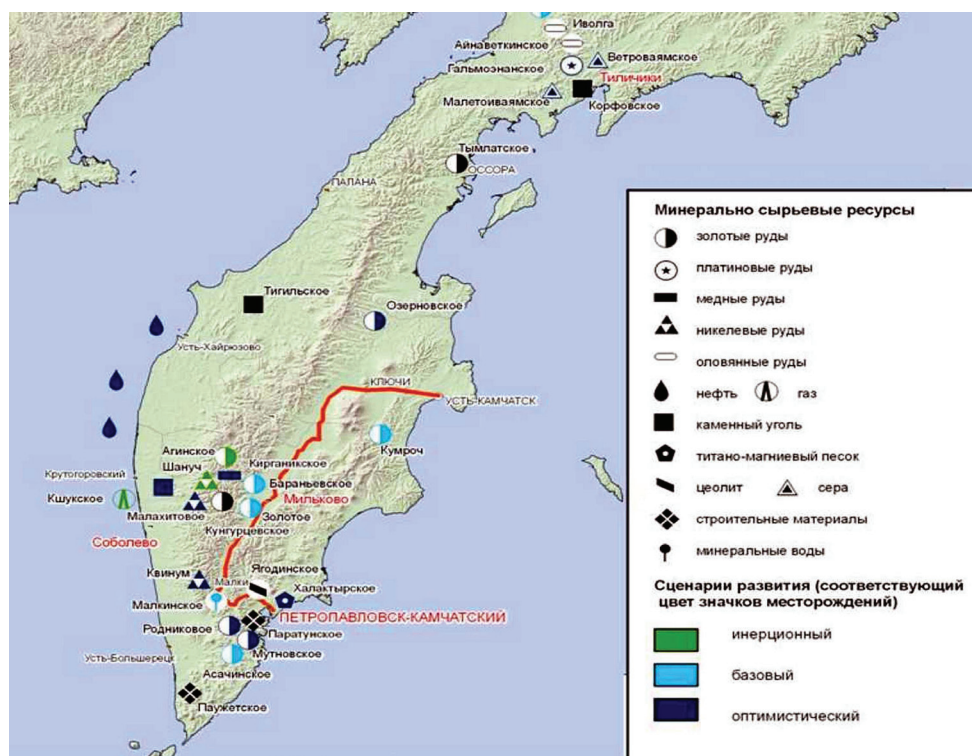 Иволга
Айнаветкинское
Ветроваямское
Гальмоэнанское
Тиличики
Малетоиваямское
Корфовское
Тымлатское
ОССОРА
ПАЛАНА
Тигильское
Озерновское
Усть-Хайрюзово
КЛЮЧИ
УСТЬ-КАМЧАТСК
Кумроч
Агинское
Шануч
Кирганикское
Крутогоровский
Бараньевское
Кшукское
Мильково
Малахитовое
Золотое
Кунгурцевское
Соболево
Квинум
Малки
Ягодинское
Халактырское
Малкинское
ПЕТРОПАВЛОВСК-КАМЧАТСКИЙ
Родниковое
Паратунское
Усть-Большерецк
Мутновское
Асачинское
Паужетское
Минерально сырьевые ресурсы
золотые руды
платиновые руды
медные руды
никелевые руды
оловянные руды
нефть газ
каменный уголь
титано-магниевый песок
цеолит сера
строительные материалы
минеральные воды
Сценарии развития (соответствующий
цвет значков месторождений)
инерционный
базовый
оптимистический